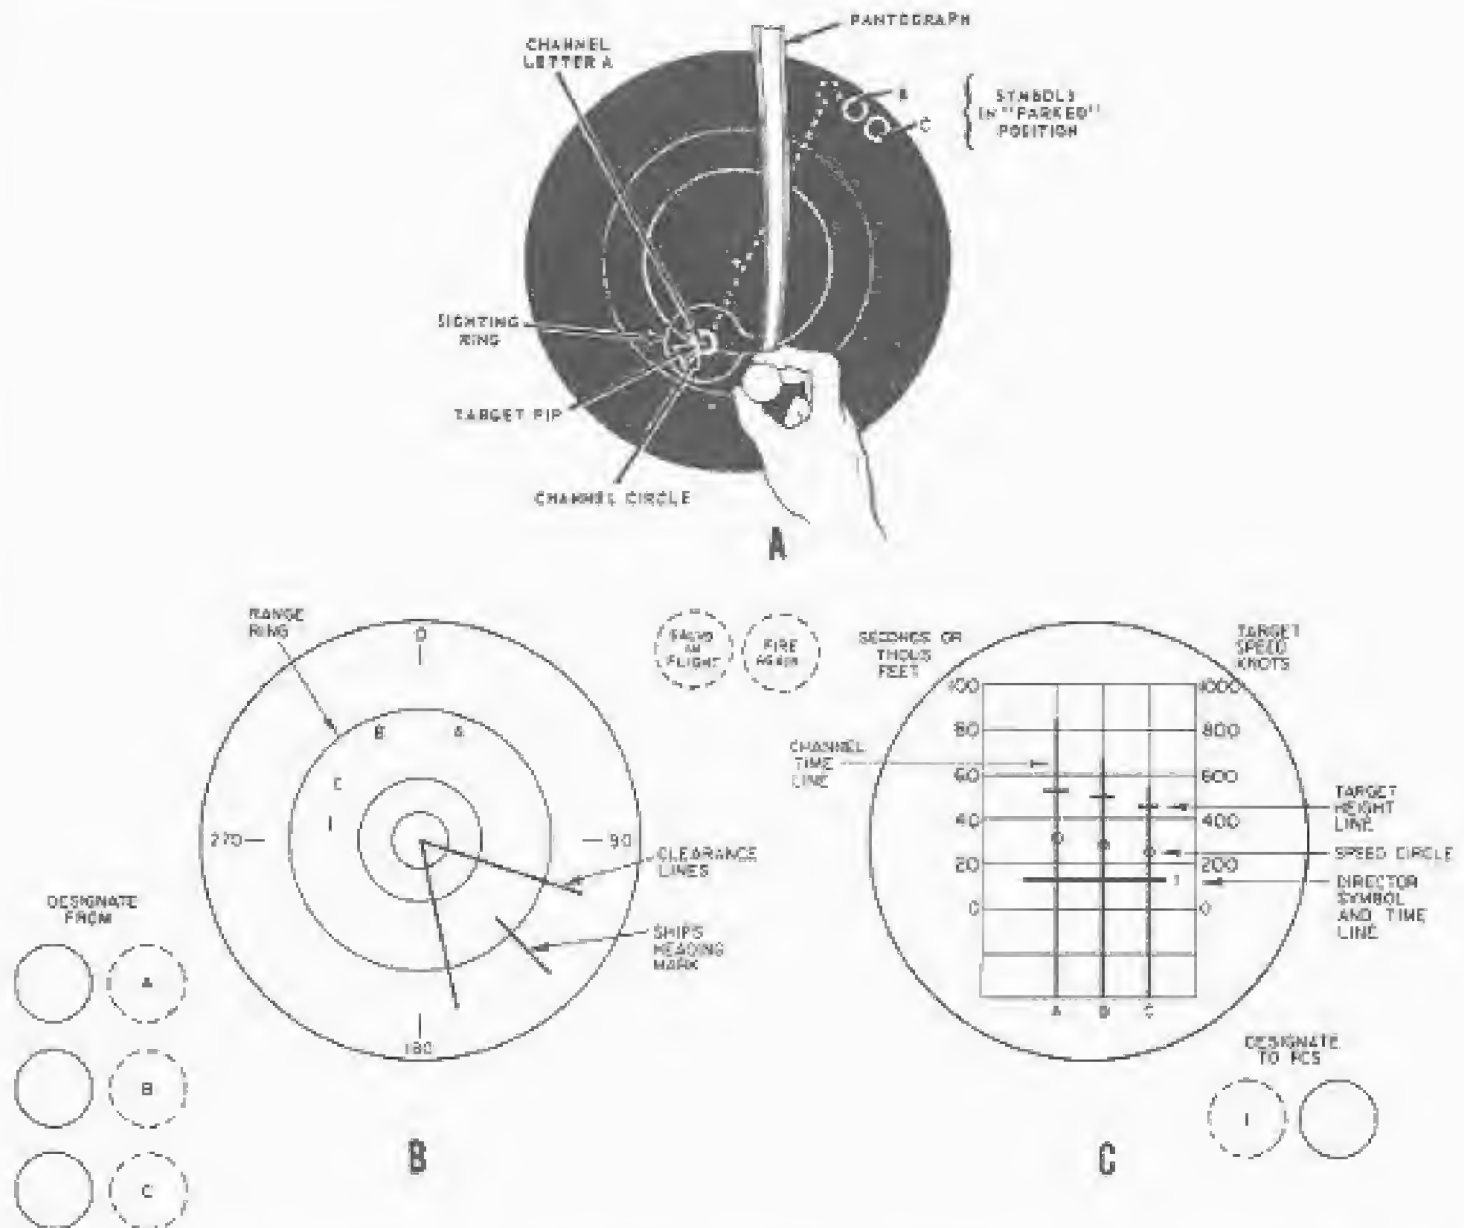 PANTOGRAPH
CHANNEL
LETTER A
B
C
SYMBOLS
IN "PARKED"
POSITION
SIGHTING
RING
TARGET PIP
CHANNEL CIRCLE
A
RANGE
RING
0
B
A
C
1
270
90
180
CLEARANCE
LINES
SHIPS
HEADING
MARK
DESIGNATE
FROM
A
B
C
B
SALVO
IN
FLIGHT
FIRE
AGAIN
SECONDS OR
THOUS
FEET
TARGET
SPEED
KNOTS
100
80
60
40
20
0
1000
800
600
400
200
0
CHANNEL
TIME
LINE
TARGET
HEIGHT
LINE
SPEED CIRCLE
DIRECTOR
SYMBOL
AND TIME
LINE
1
A
B
C
DESIGNATE
TO FCS
1
C